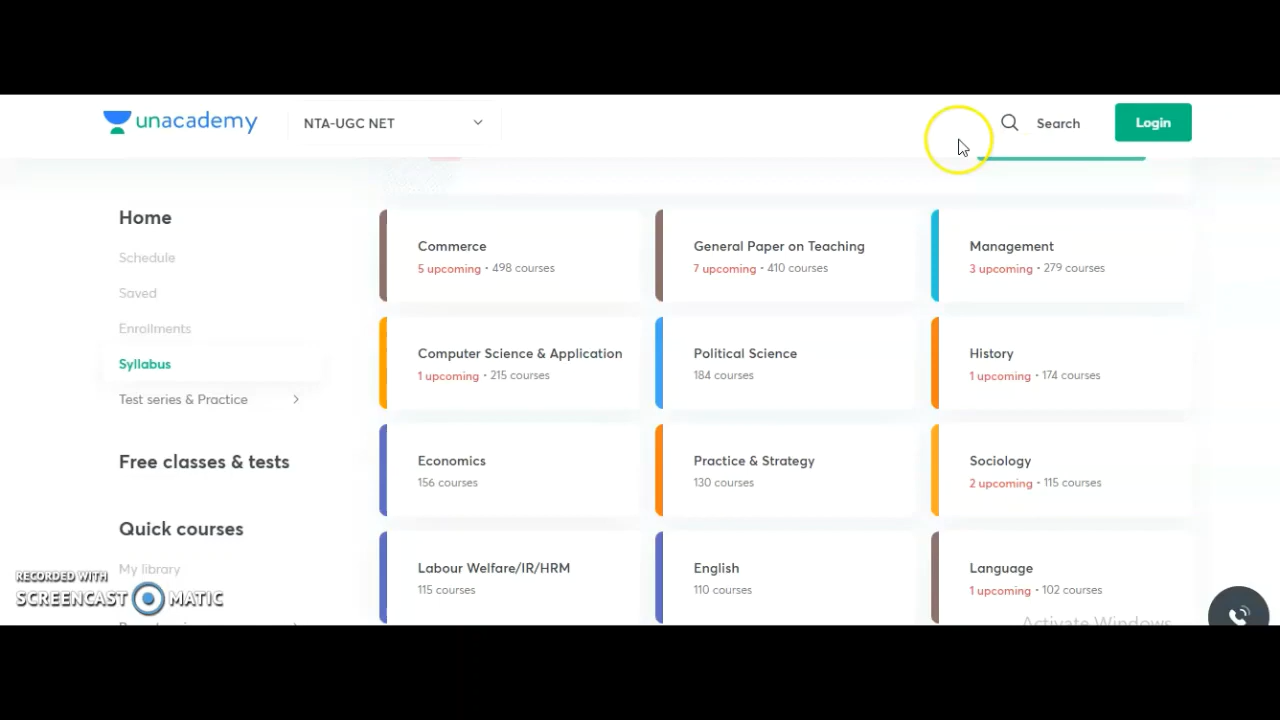 unacademy
NTA-UGC NET
Search
Login
Home
Schedule
Saved
Enrollments
Syllabus
Test series & Practice
Free classes & tests
Quick courses
My library
Commerce
5 upcoming • 498 courses
General Paper on Teaching
7 upcoming • 410 courses
Management
3 upcoming • 279 courses
Computer Science & Application
1 upcoming • 215 courses
Political Science
184 courses
History
1 upcoming • 174 courses
Economics
156 courses
Practice & Strategy
130 courses
Sociology
2 upcoming • 115 courses
Labour Welfare/IR/HRM
115 courses
English
110 courses
Language
1 upcoming • 102 courses
Activate Windows
RECORDED WITH
SCREENCAST MATIC